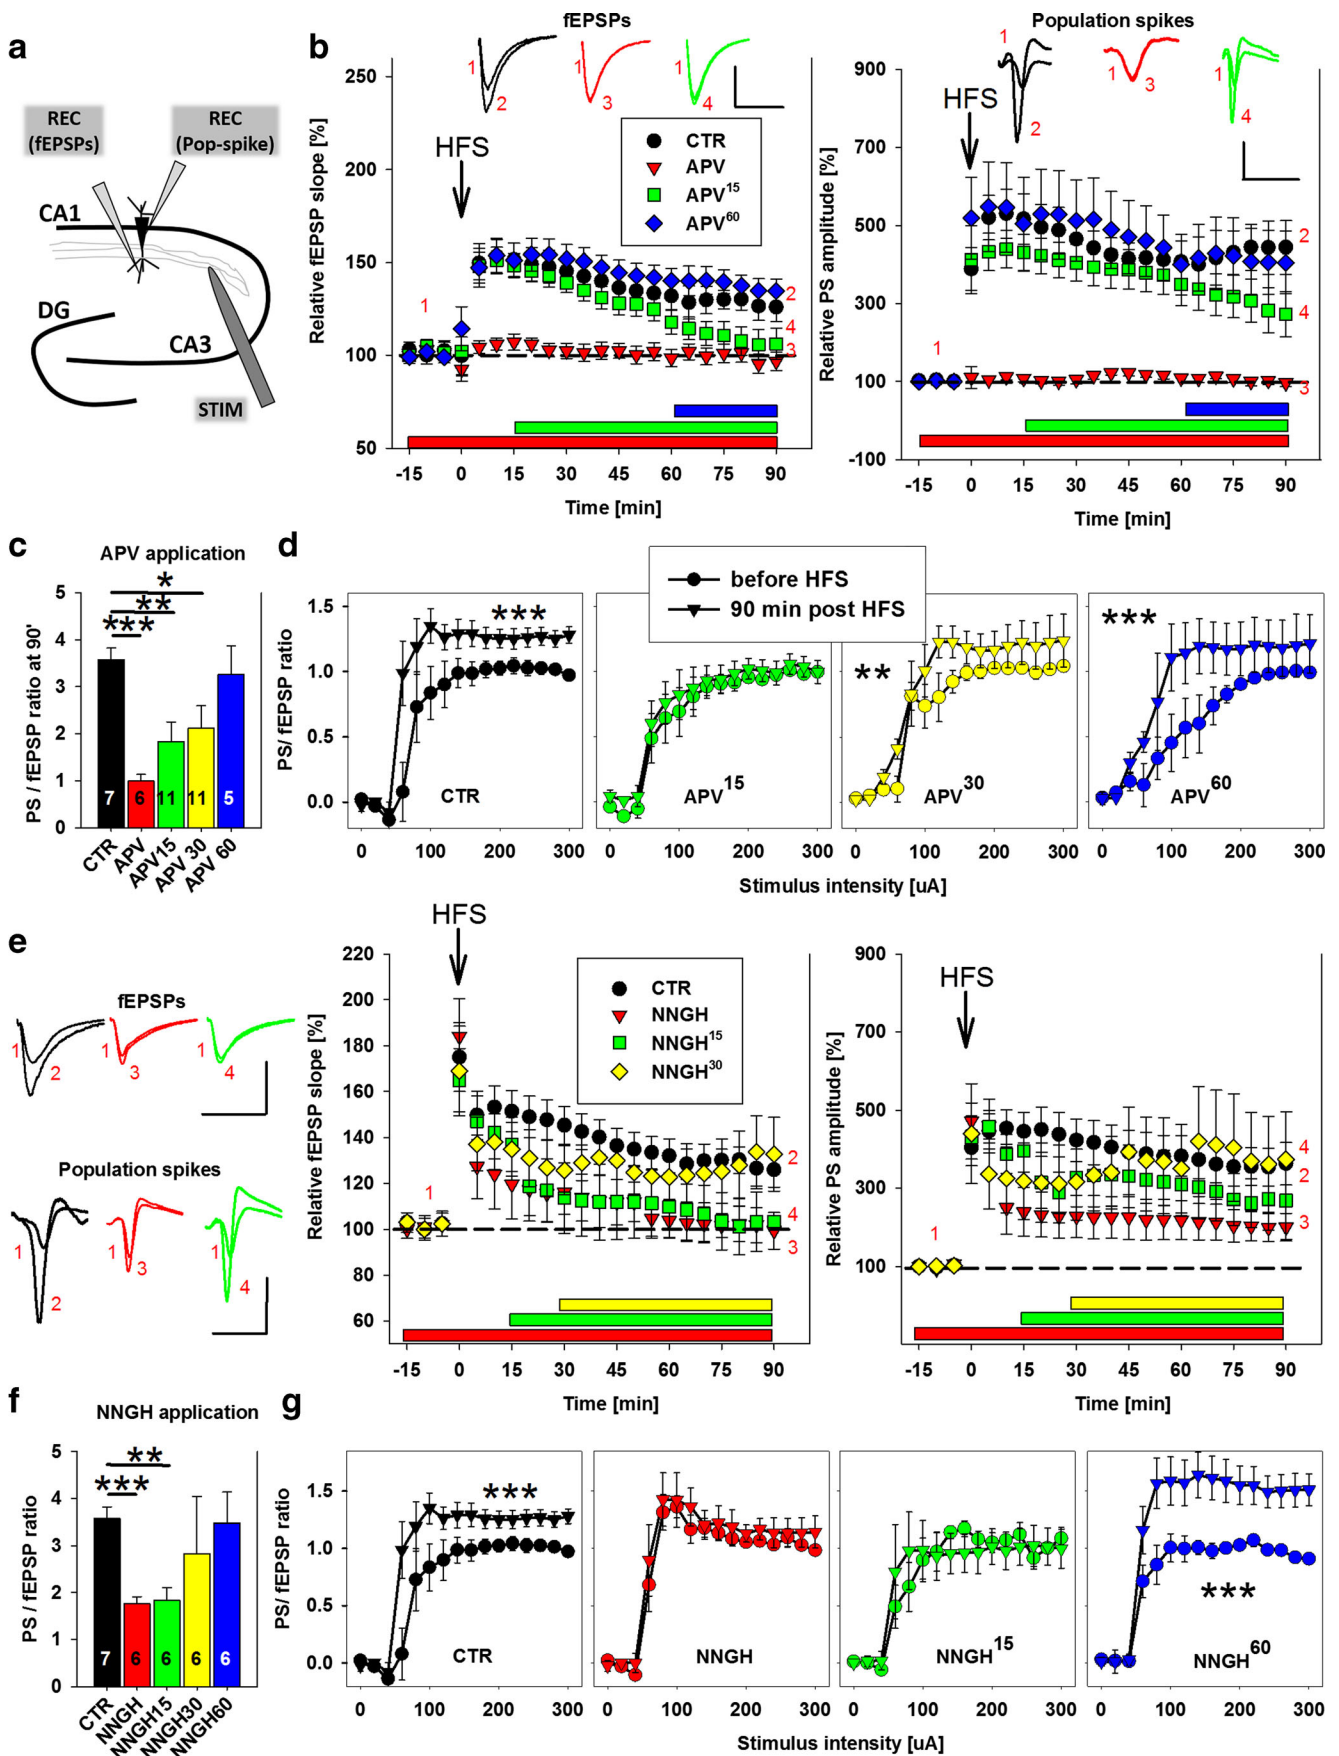 a
REC
(fEPSPs)
REC
(Pop-spike)
CA1
DG
CA3
STIM
b
fEPSPs
Relative fEPSP slope [%]
250
200
150
100
50
HFS
1
2
1
3
1
4
CTR
APV
APV15
APV60
1
2
4
3
-15 0 15 30 45 60 75 90
Time [min]
Population spikes
Relative PS amplitude [%]
900
700
500
300
100
-100
HFS
1
2
1
3
1
4
1
2
4
3
-15 0 15 30 45 60 75 90
Time [min]
c
APV application
PS / fEPSP ratio at 90'
5
4
3
2
1
0
*
**
***
7 6 11 11 5
CTR
APV
APV15
APV 30
APV 60
d
before HFS
90 min post HFS
PS/ fEPSP ratio
1.5
1.0
0.5
0.0
***
CTR
APV15
**
APV30
***
APV60
0 100 200 300
0 100 200 300
0 100 200 300
0 100 200 300
Stimulus intensity [uA]
e
fEPSPs
1
2
1
3
1
4
Population spikes
1
2
1
3
1
4
HFS
Relative fEPSP slope [%]
220
200
180
160
140
120
100
80
60
CTR
NNGH
NNGH15
NNGH30
1
2
4
3
-15 0 15 30 45 60 75 90
Time [min]
HFS
Relative PS amplitude [%]
900
700
500
300
100
1
4
2
3
-15 0 15 30 45 60 75 90
Time [min]
f
NNGH application
PS / fEPSP ratio
5
4
3
2
1
0
**
***
7 6 6 6 6
CTR
NNGH
NNGH15
NNGH30
NNGH60
g
PS/ fEPSP ratio
1.5
1.0
0.5
0.0
***
CTR
NNGH
NNGH15
***
NNGH60
0 100 200 300
0 100 200 300
0 100 200 300
0 100 200 300
Stimulus intensity [uA]